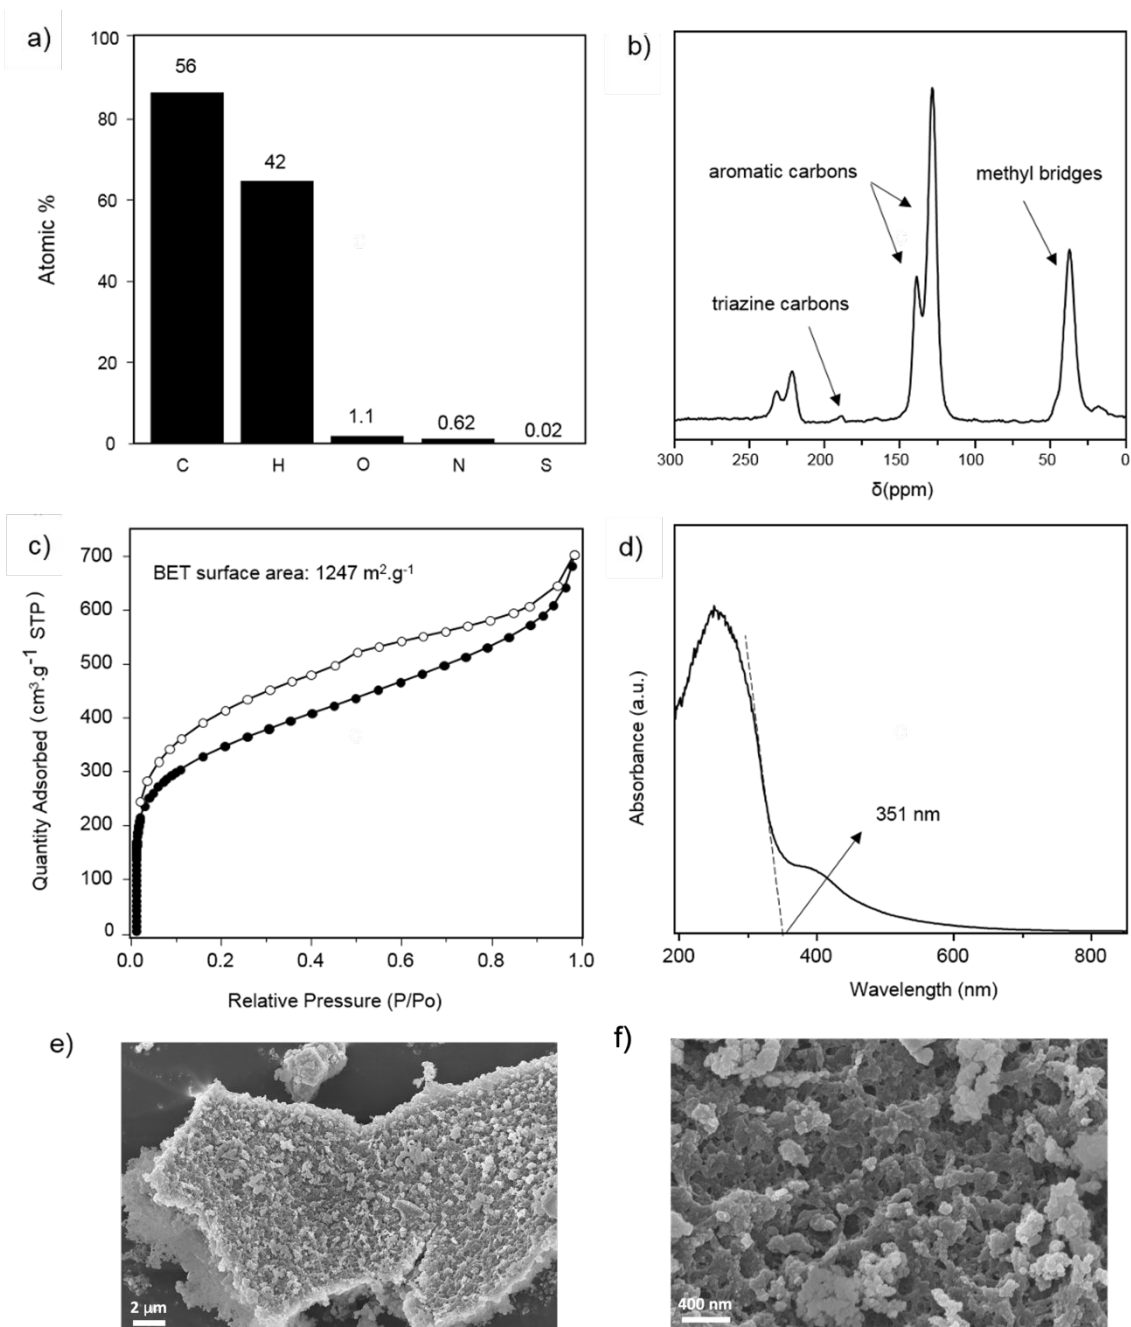 a)
100
80
60
40
20
0
Atomic %
56
42
1.1
0.62
0.02
C H O N S
b)
aromatic carbons
methyl bridges
triazine carbons
300 250 200 150 100 50 0
δ(ppm)
c)
700
600
500
400
300
200
100
0
Quantity Adsorbed (cm³.g⁻¹ STP)
BET surface area: 1247 m².g⁻¹
0.0 0.2 0.4 0.6 0.8 1.0
Relative Pressure (P/Po)
d)
Absorbance (a.u.)
351 nm
200 400 600 800
Wavelength (nm)
e)
2 μm
f)
400 nm